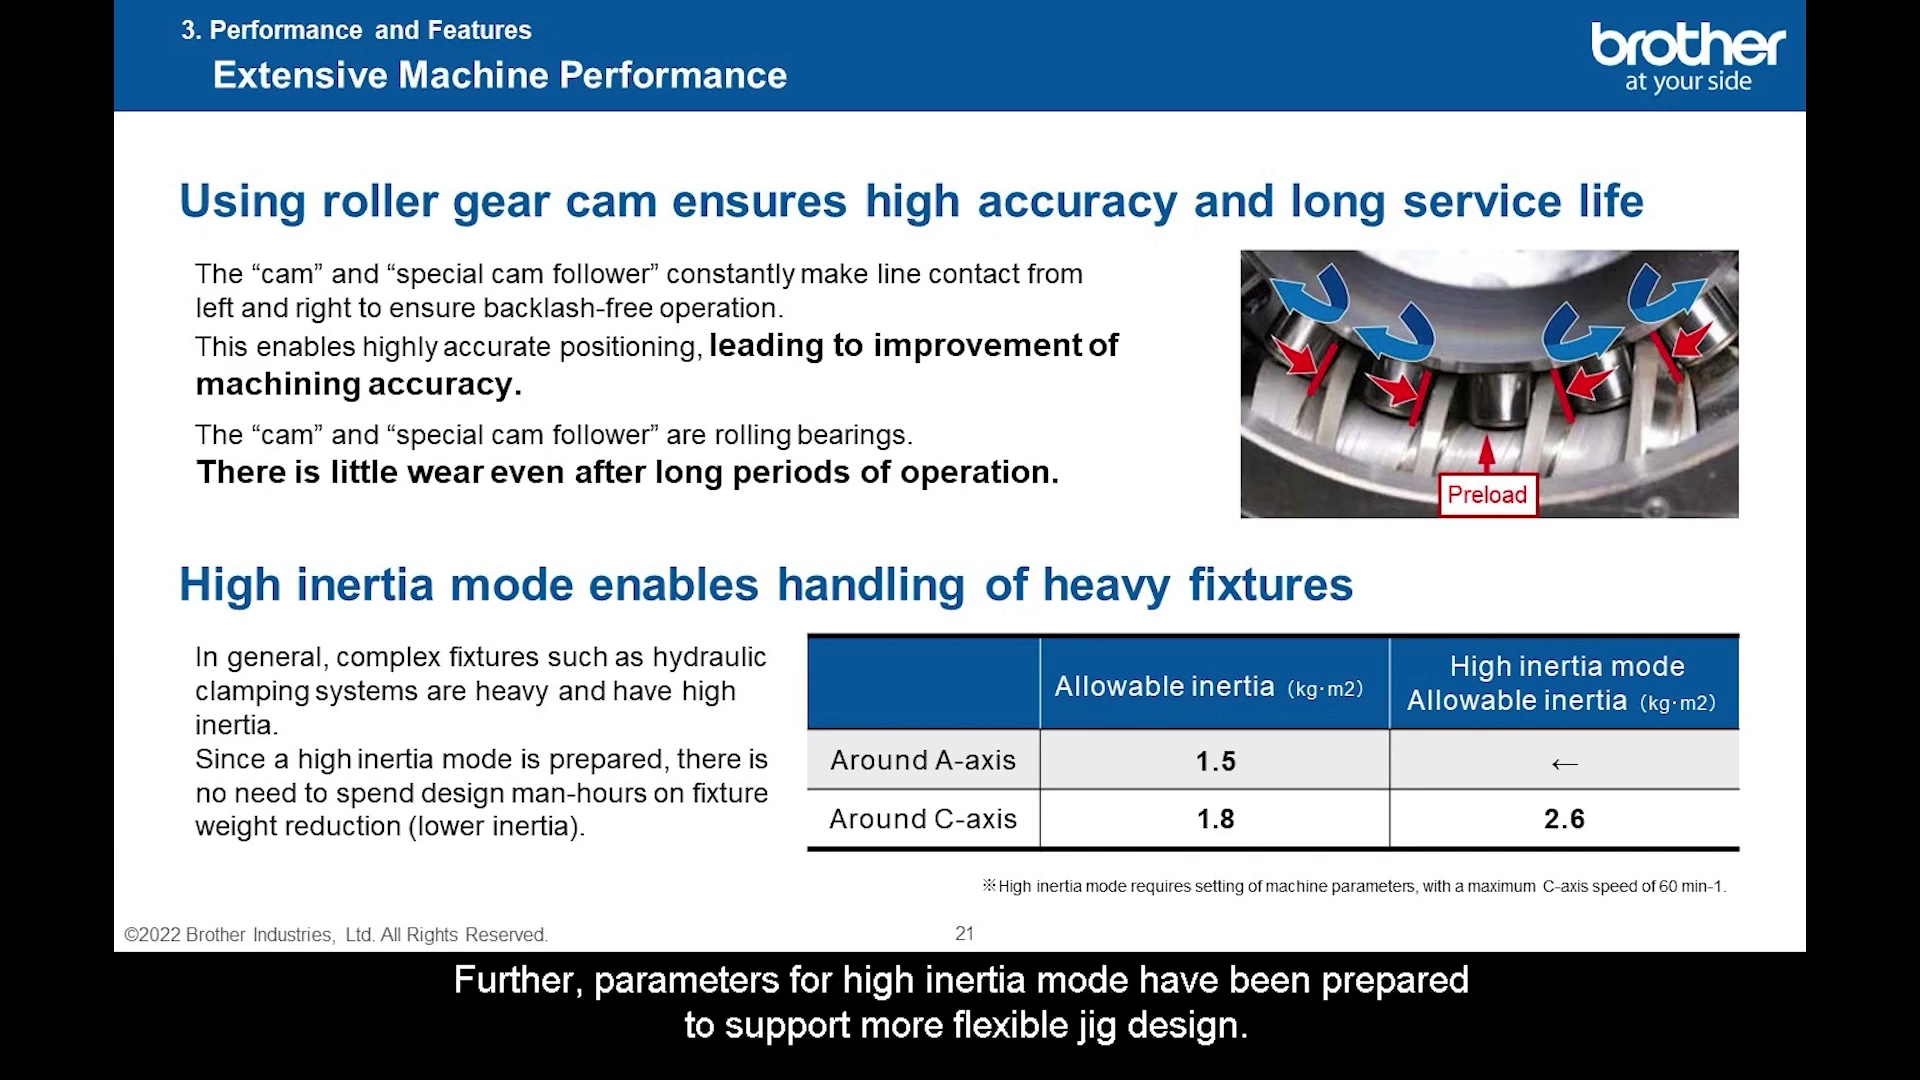 3. Performance and Features
Extensive Machine Performance
brother
at your side
Using roller gear cam ensures high accuracy and long service life
The “cam” and “special cam follower” constantly make line contact from
left and right to ensure backlash-free operation.
This enables highly accurate positioning, leading to improvement of
machining accuracy.
The “cam” and “special cam follower” are rolling bearings.
There is little wear even after long periods of operation.
Preload
High inertia mode enables handling of heavy fixtures
In general, complex fixtures such as hydraulic
clamping systems are heavy and have high
inertia.
Since a high inertia mode is prepared, there is
no need to spend design man-hours on fixture
weight reduction (lower inertia).
Allowable inertia (kg·m2)
High inertia mode
Allowable inertia (kg·m2)
Around A-axis 1.5 ←
Around C-axis 1.8 2.6
※High inertia mode requires setting of machine parameters, with a maximum C-axis speed of 60 min-1.
©2022 Brother Industries, Ltd. All Rights Reserved.
21
Further, parameters for high inertia mode have been prepared
to support more flexible jig design.